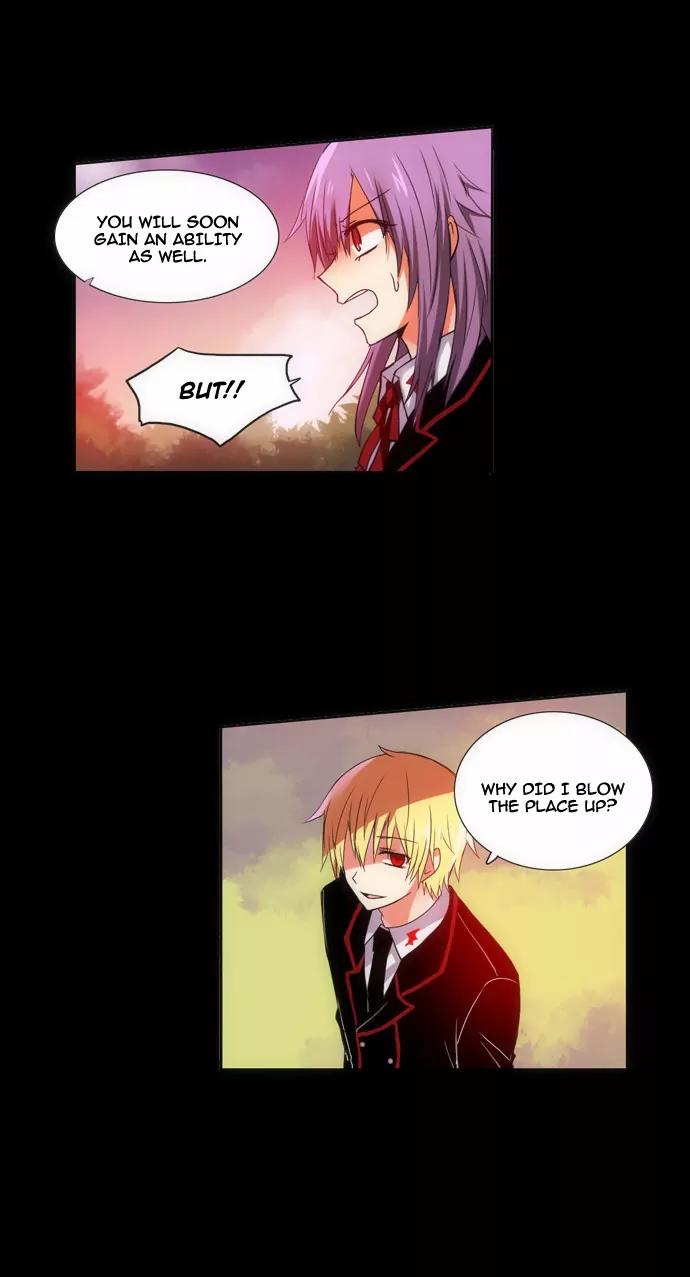 YOU WILL SOON
GAIN AN ABILITY
AS WELL.
BUT!!
WHY DID I BLOW
THE PLACE UP?